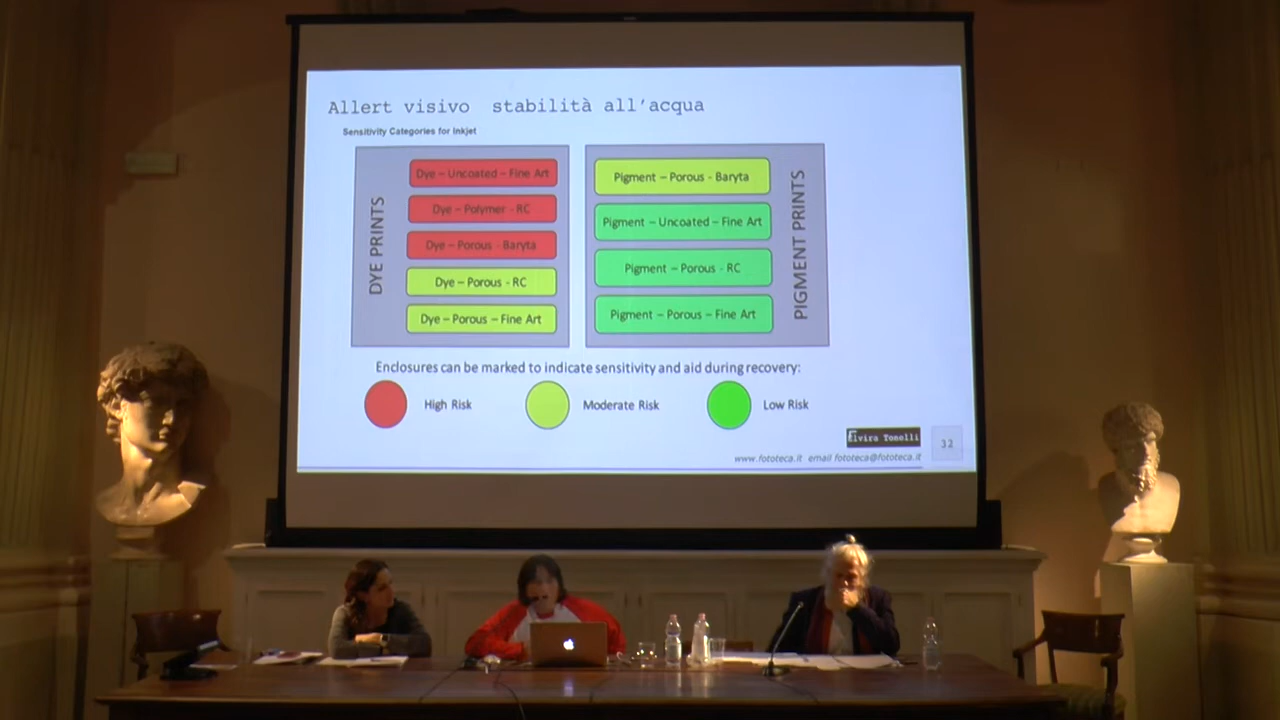 Allert visivo stabilità all'acqua
Sensitivity Categories for Inkjet
DYE PRINTS
Dye – Uncoated – Fine Art
Dye – Polymer - RC
Dye – Porous - Baryta
Dye – Porous - RC
Dye – Porous – Fine Art
Pigment – Porous - Baryta
Pigment – Uncoated – Fine Art
Pigment – Porous - RC
Pigment – Porous – Fine Art
PIGMENT PRINTS
Enclosures can be marked to indicate sensitivity and aid during recovery:
High Risk
Moderate Risk
Low Risk
Elvira Tonelli
32
www.fototeca.it email fototeca@fototeca.it